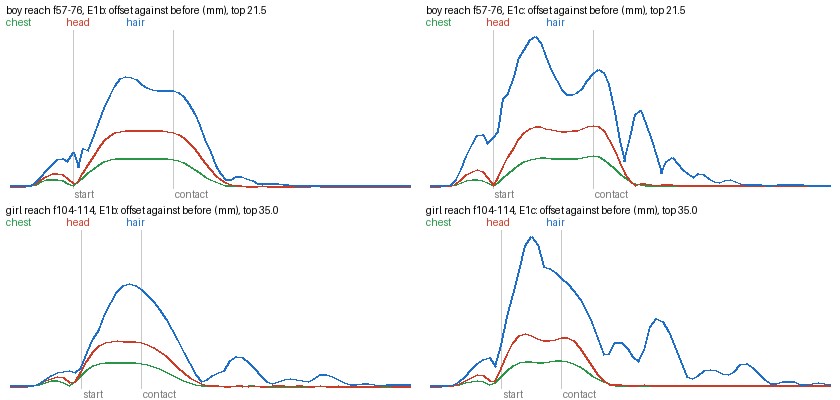 boy reach f57-76, E1b: offset against before (mm), top 21.5
chest head hair
start contact
boy reach f57-76, E1c: offset against before (mm), top 21.5
chest head hair
start contact
girl reach f104-114, E1b: offset against before (mm), top 35.0
chest head hair
start contact
girl reach f104-114, E1c: offset against before (mm), top 35.0
chest head hair
start contact